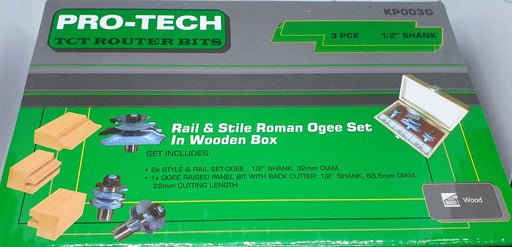 PRO-TECH
TCT ROUTER BITS
KP003G
3 PCE 1/2" SHANK
Rail & Stile Roman Ogee Set
In Wooden Box
SET INCLUDES:
• 2x STYLE & RAIL SET-OGEE : 1/2" SHANK, 32mm DIAM.
• 1x OGEE RAISED PANEL BIT WITH BACK CUTTER: 1/2" SHANK, 53,5mm DIAM...
22mm CUTTING LENGTH.
Wood